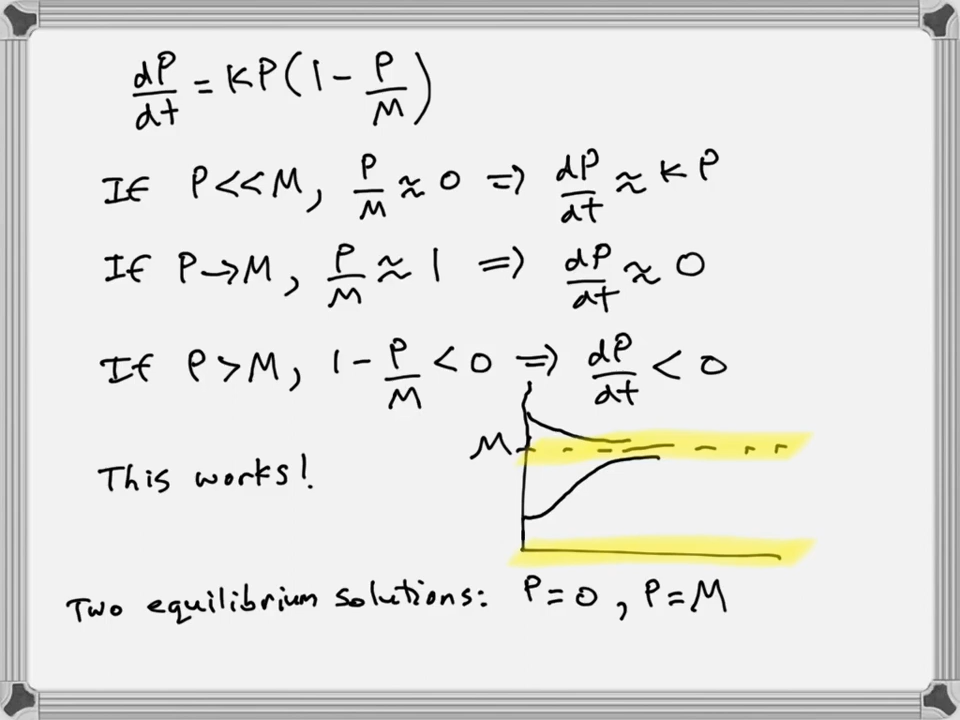 dP/dt = KP(1 - P/M)
If P<<M, P/M ≈ 0 => dP/dt ≈ KP
If P→M, P/M ≈ 1 => dP/dt ≈ 0
If P>M, 1 - P/M < 0 => dP/dt < 0
M
This works!
Two equilibrium solutions: P=0, P=M